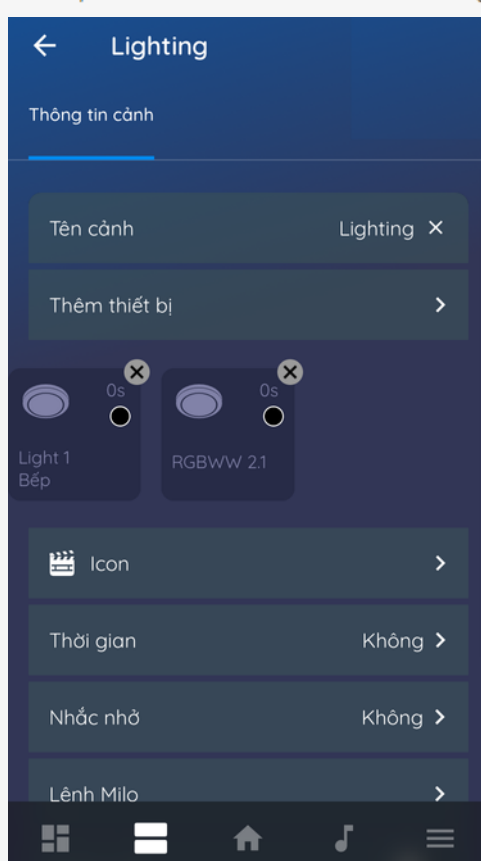 Lighting
Thông tin cảnh
Tên cảnh Lighting
Thêm thiết bị
0s 0s
Light 1 RGBWW 2.1
Bếp
Icon
Thời gian Không
Nhắc nhở Không
Lệnh Milo